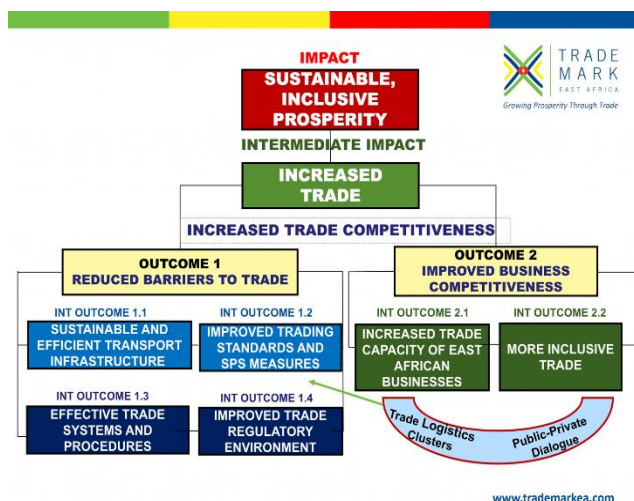 IMPACT
SUSTAINABLE,
INCLUSIVE
PROSPERITY
TRADE
MARK
EAST AFRICA
Growing Prosperity Through Trade
INTERMEDIATE IMPACT
INCREASED
TRADE
INCREASED TRADE COMPETITIVENESS
OUTCOME 1
REDUCED BARRIERS TO TRADE
OUTCOME 2
IMPROVED BUSINESS
COMPETITIVENESS
INT OUTCOME 1.1
SUSTAINABLE AND
EFFICIENT TRANSPORT
INFRASTRUCTURE
INT OUTCOME 1.2
IMPROVED TRADING
STANDARDS AND
SPS MEASURES
INT OUTCOME 2.1
INCREASED TRADE
CAPACITY OF EAST
AFRICAN
BUSINESSES
INT OUTCOME 2.2
MORE INCLUSIVE
TRADE
INT OUTCOME 1.3
EFFECTIVE TRADE
SYSTEMS AND
PROCEDURES
INT OUTCOME 1.4
IMPROVED TRADE
REGULATORY
ENVIRONMENT
Trade Logistics
Clusters
Public-Private
Dialogue
www.trademarkea.com